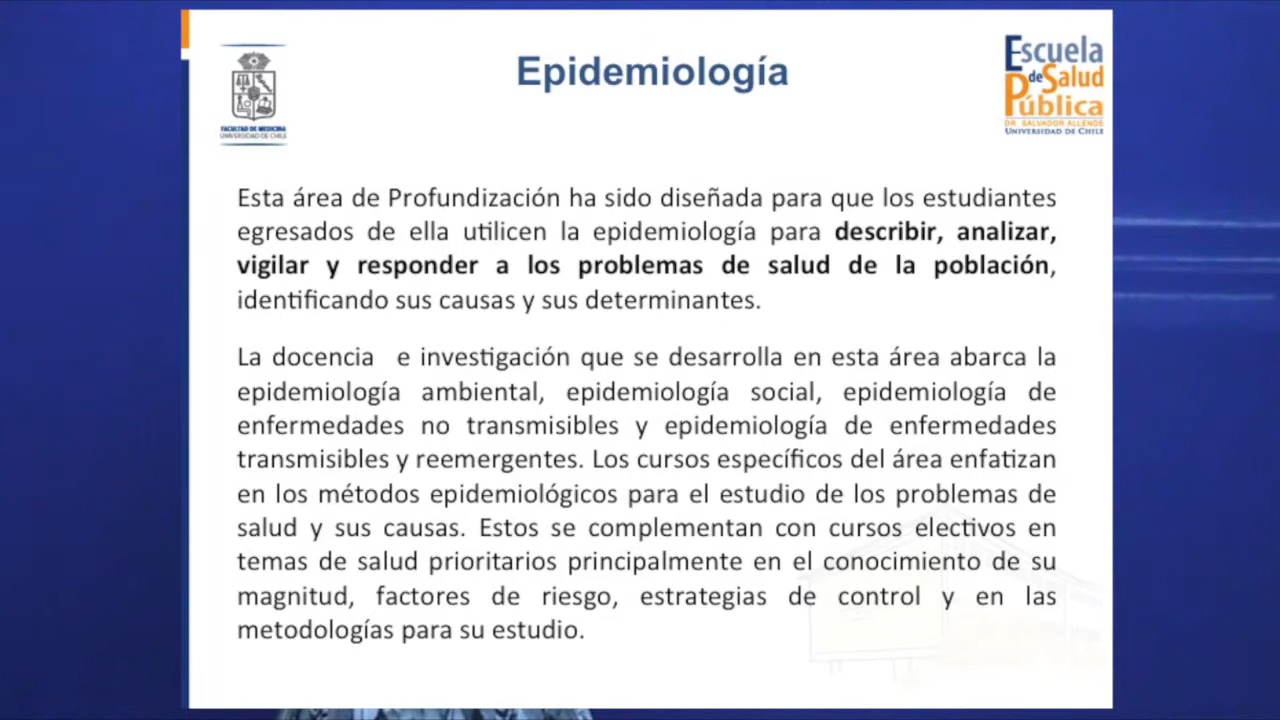 Epidemiología
FACULTAD DE MEDICINA
UNIVERSIDAD DE CHILE
Escuela
de Salud
Pública
DR. SALVADOR ALLENDE
UNIVERSIDAD DE CHILE
Esta área de Profundización ha sido diseñada para que los estudiantes
egresados de ella utilicen la epidemiología para describir, analizar,
vigilar y responder a los problemas de salud de la población,
identificando sus causas y sus determinantes.
La docencia e investigación que se desarrolla en esta área abarca la
epidemiología ambiental, epidemiología social, epidemiología de
enfermedades no transmisibles y epidemiología de enfermedades
transmisibles y reemergentes. Los cursos específicos del área enfatizan
en los métodos epidemiológicos para el estudio de los problemas de
salud y sus causas. Estos se complementan con cursos electivos en
temas de salud prioritarios principalmente en el conocimiento de su
magnitud, factores de riesgo, estrategias de control y en las
metodologías para su estudio.